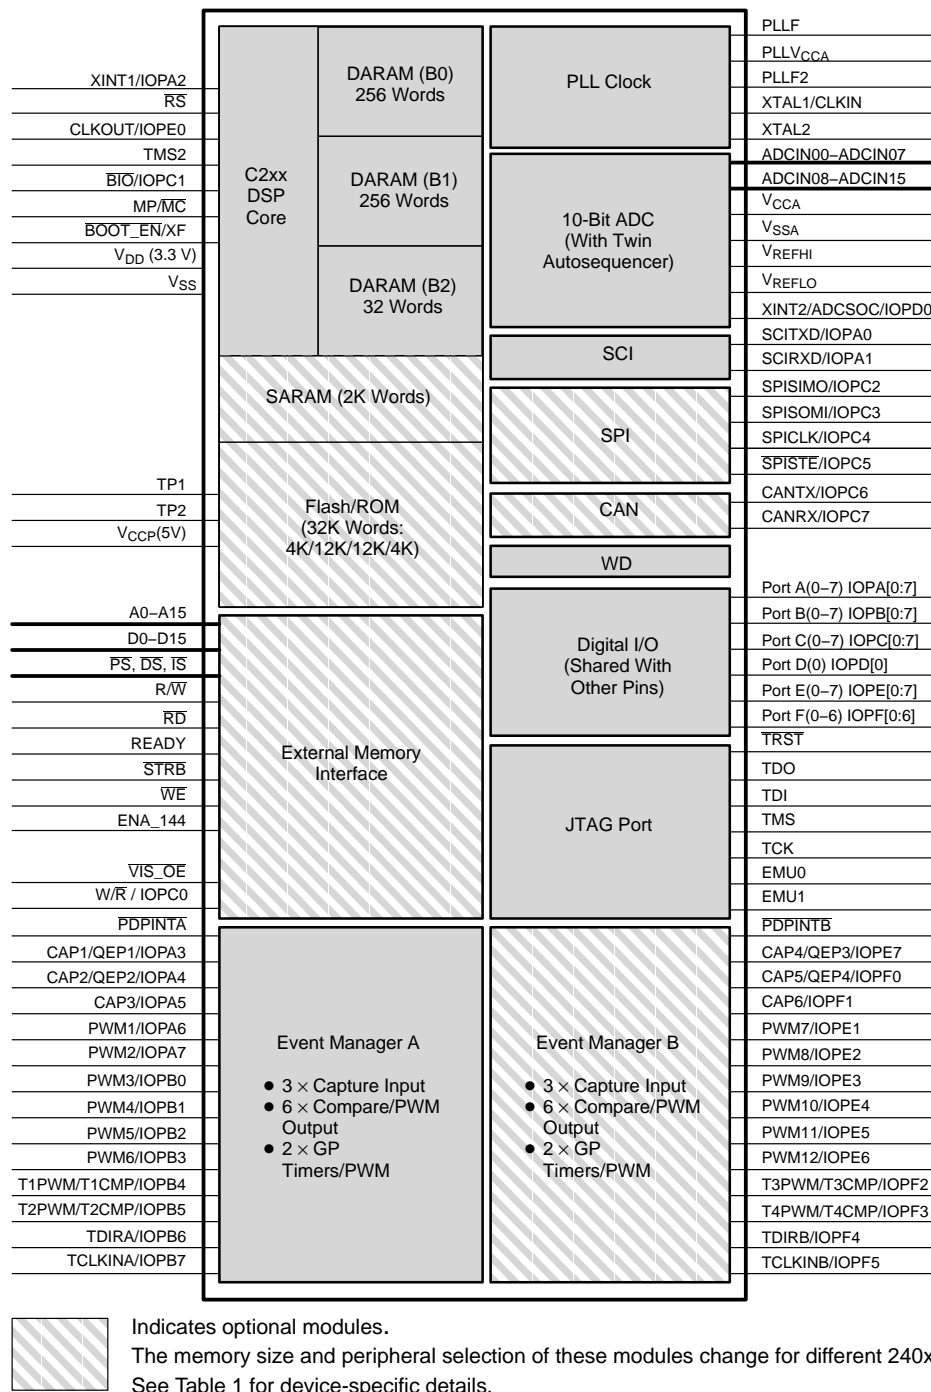 XINT1/IOPA2
RS
CLKOUT/IOPE0
TMS2
BIO/IOPC1
MP/MC
BOOT_EN/XF
VDD (3.3 V)
VSS
TP1
TP2
VCCP(5V)
A0–A15
D0–D15
PS, DS, IS
R/W
RD
READY
STRB
WE
ENA_144
VIS_OE
W/R / IOPC0
PDPINTA
CAP1/QEP1/IOPA3
CAP2/QEP2/IOPA4
CAP3/IOPA5
PWM1/IOPA6
PWM2/IOPA7
PWM3/IOPB0
PWM4/IOPB1
PWM5/IOPB2
PWM6/IOPB3
T1PWM/T1CMP/IOPB4
T2PWM/T2CMP/IOPB5
TDIRA/IOPB6
TCLKINA/IOPB7
C2xx
DSP
Core
DARAM (B0)
256 Words
DARAM (B1)
256 Words
DARAM (B2)
32 Words
SARAM (2K Words)
Flash/ROM
(32K Words:
4K/12K/12K/4K)
External Memory
Interface
Event Manager A
● 3 × Capture Input
● 6 × Compare/PWM
Output
● 2 × GP
Timers/PWM
PLL Clock
10-Bit ADC
(With Twin
Autosequencer)
SCI
SPI
CAN
WD
Digital I/O
(Shared With
Other Pins)
JTAG Port
Event Manager B
● 3 × Capture Input
● 6 × Compare/PWM
Output
● 2 × GP
Timers/PWM
PLLF
PLLVCCA
PLLF2
XTAL1/CLKIN
XTAL2
ADCIN00–ADCIN07
ADCIN08–ADCIN15
VCCA
VSSA
VREFHI
VREFLO
XINT2/ADCSOC/IOPD0
SCITXD/IOPA0
SCIRXD/IOPA1
SPISIMO/IOPC2
SPISOMI/IOPC3
SPICLK/IOPC4
SPISTE/IOPC5
CANTX/IOPC6
CANRX/IOPC7
Port A(0–7) IOPA[0:7]
Port B(0–7) IOPB[0:7]
Port C(0–7) IOPC[0:7]
Port D(0) IOPD[0]
Port E(0–7) IOPE[0:7]
Port F(0–6) IOPF[0:6]
TRST
TDO
TDI
TMS
TCK
EMU0
EMU1
PDPINTB
CAP4/QEP3/IOPE7
CAP5/QEP4/IOPF0
CAP6/IOPF1
PWM7/IOPE1
PWM8/IOPE2
PWM9/IOPE3
PWM10/IOPE4
PWM11/IOPE5
PWM12/IOPE6
T3PWM/T3CMP/IOPF2
T4PWM/T4CMP/IOPF3
TDIRB/IOPF4
TCLKINB/IOPF5
Indicates optional modules.
The memory size and peripheral selection of these modules change for different 240x
See Table 1 for device-specific details.